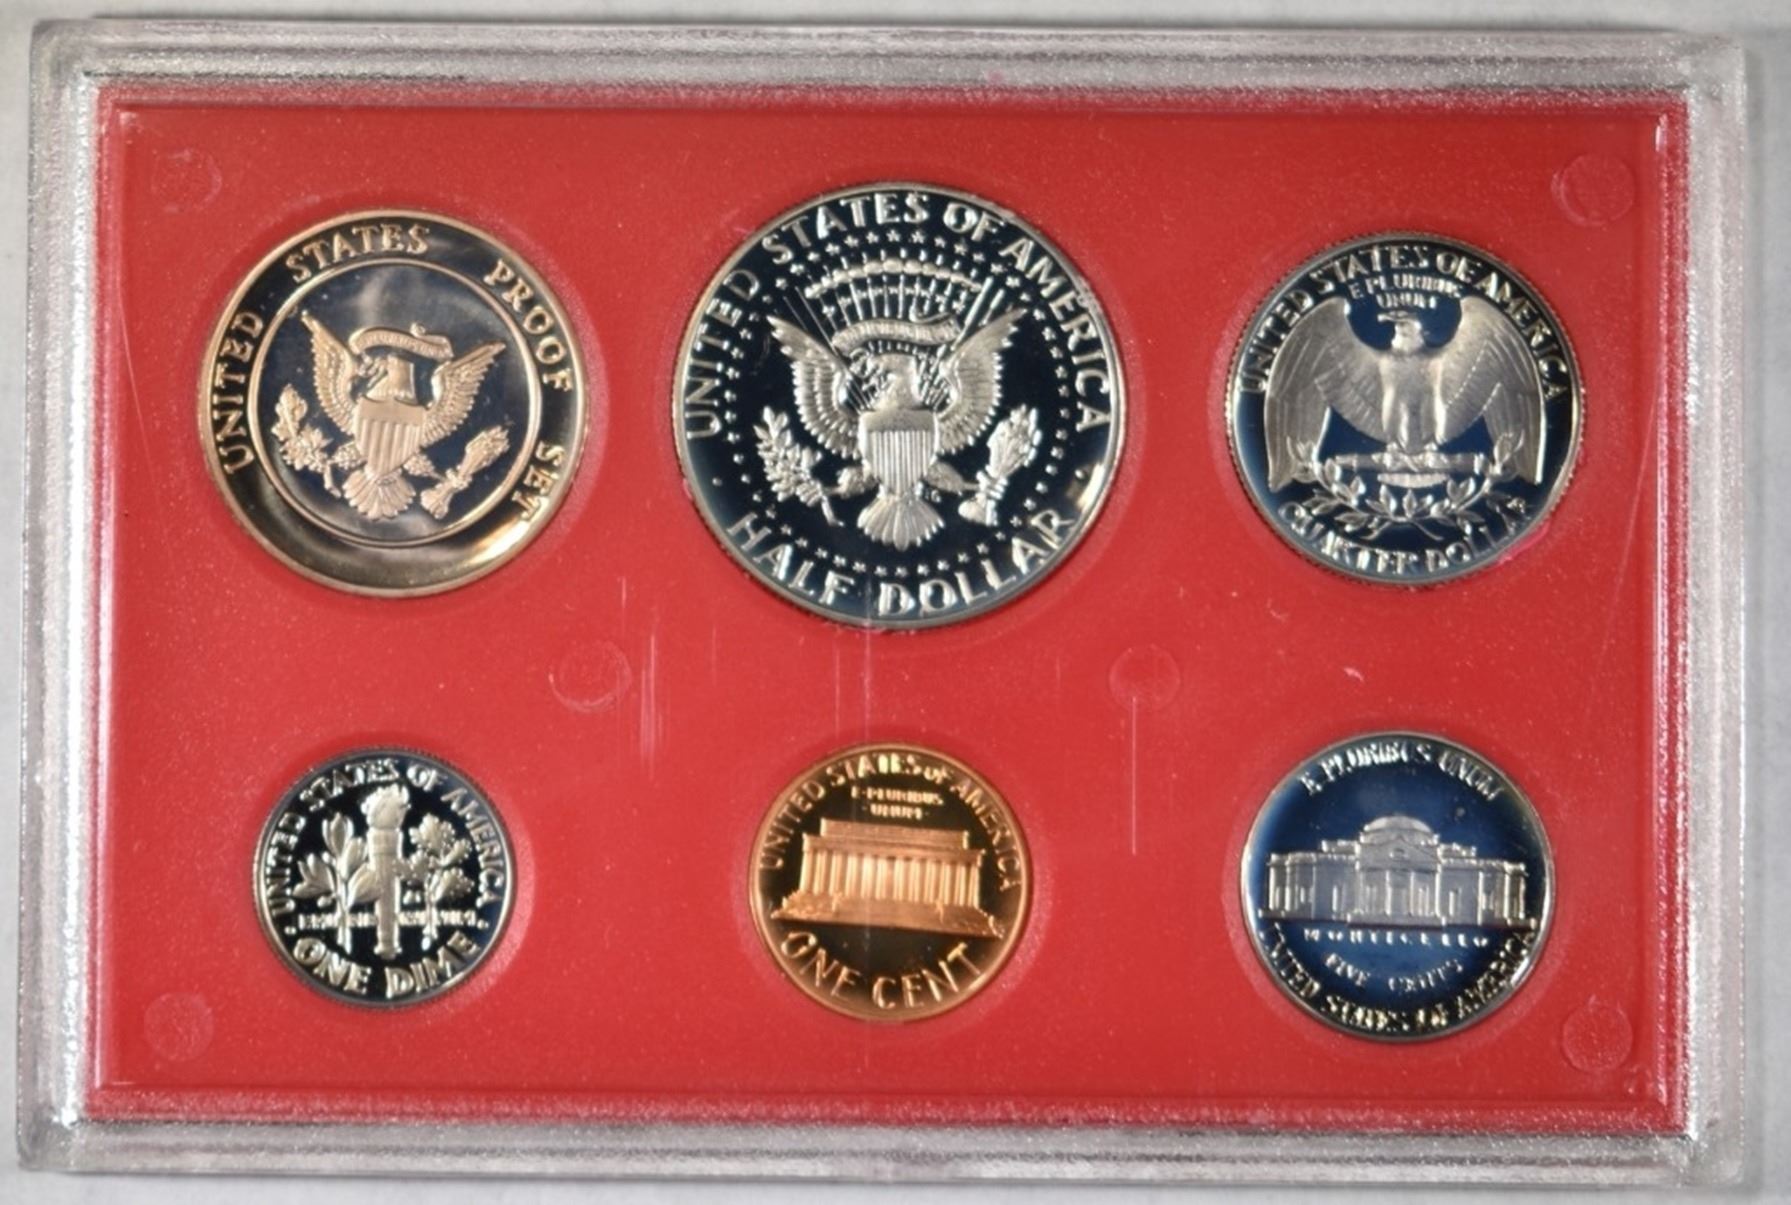 UNITED STATES PROOF SET
UNITED STATES OF AMERICA
HALF DOLLAR
UNITED STATES OF AMERICA
E PLURIBUS
UNUM
QUARTER DOLLAR
UNITED STATES OF AMERICA
ONE DIME
UNITED STATES OF AMERICA
E PLURIBUS
UNUM
ONE CENT
E PLURIBUS UNUM
MONTICELLO
FIVE CENTS
UNITED STATES OF AMERICA